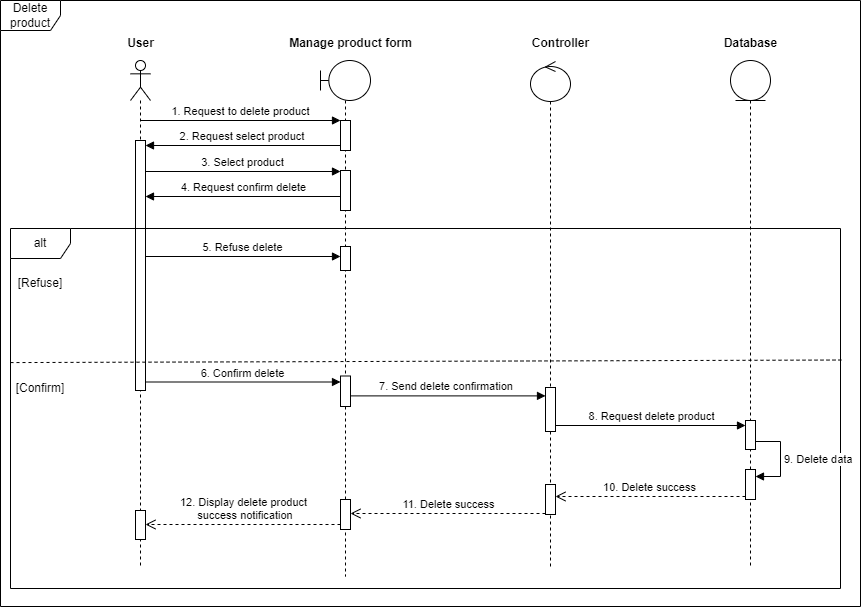 Delete
product
User
Manage product form
Controller
Database
1. Request to delete product
2. Request select product
3. Select product
4. Request confirm delete
alt
5. Refuse delete
[Refuse]
6. Confirm delete
[Confirm]
7. Send delete confirmation
8. Request delete product
9. Delete data
10. Delete success
11. Delete success
12. Display delete product
success notification